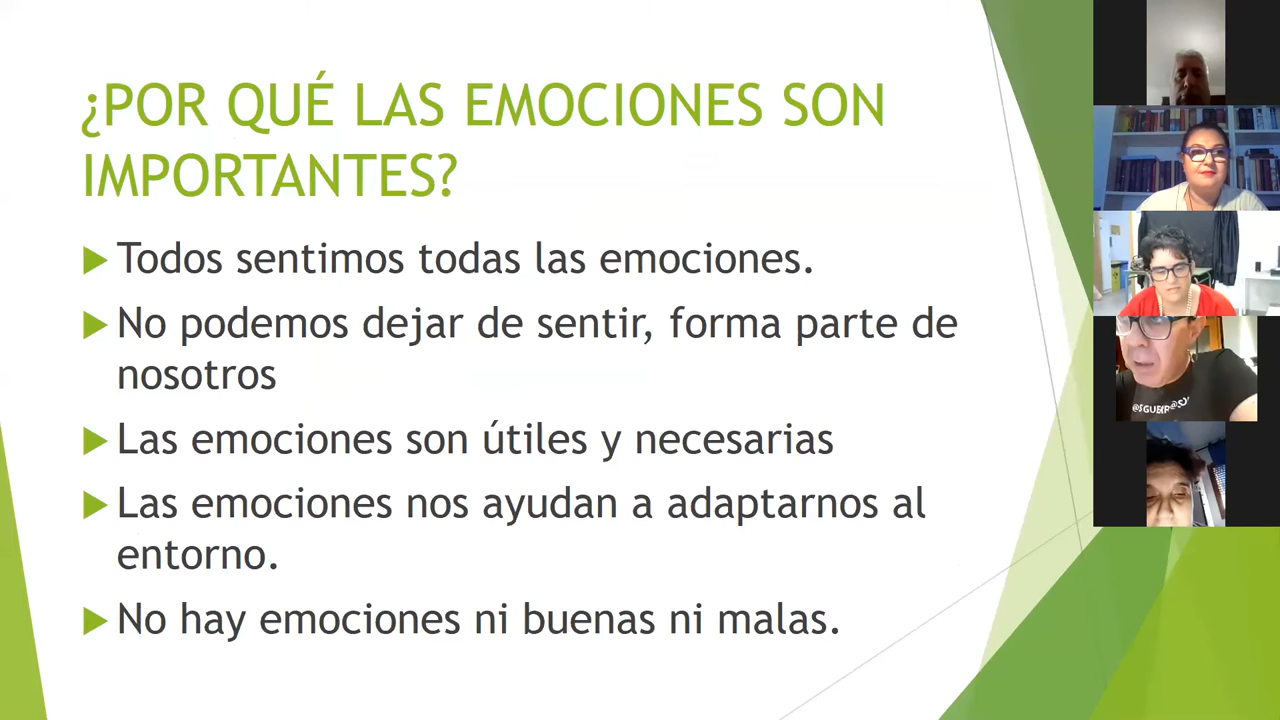 ¿POR QUÉ LAS EMOCIONES SON
IMPORTANTES?
Todos sentimos todas las emociones.
No podemos dejar de sentir, forma parte de
nosotros
Las emociones son útiles y necesarias
Las emociones nos ayudan a adaptarnos al
entorno.
No hay emociones ni buenas ni malas.